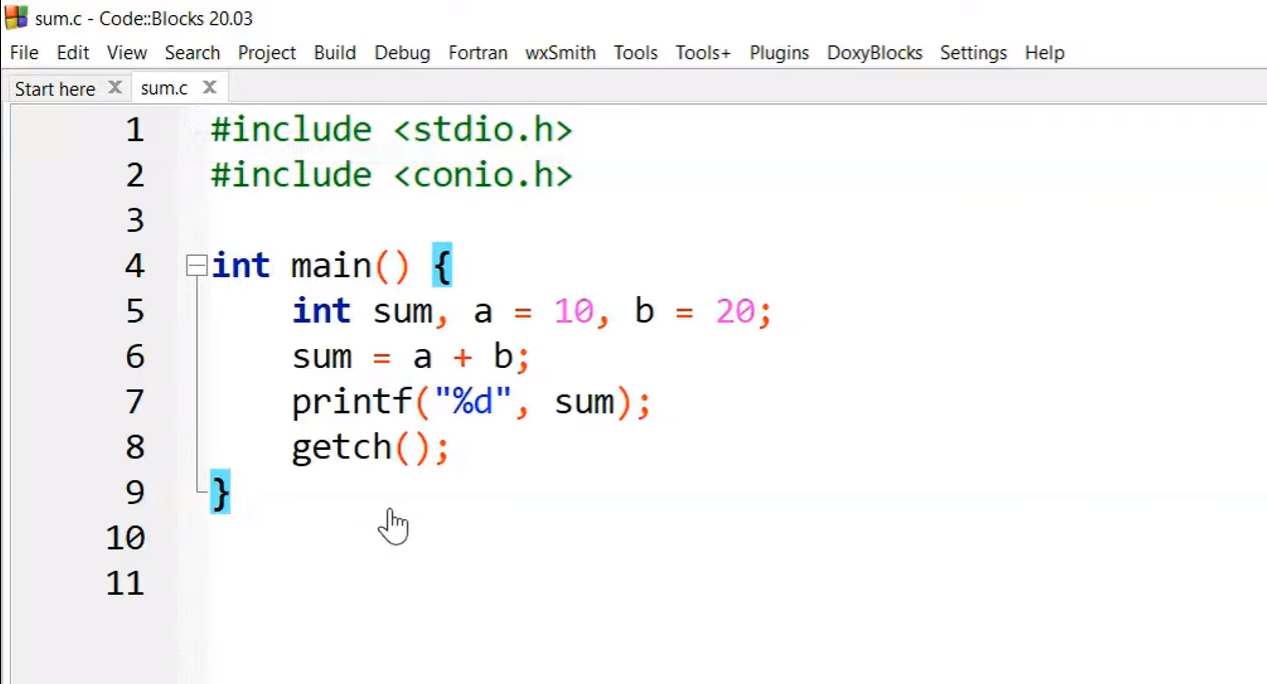 sum.c - Code::Blocks 20.03
File Edit View Search Project Build Debug Fortran wxSmith Tools Tools+ Plugins DoxyBlocks Settings Help
Start here X sum.c X
1 #include <stdio.h>
2 #include <conio.h>
3
4 int main() {
5     int sum, a = 10, b = 20;
6     sum = a + b;
7     printf("%d", sum);
8     getch();
9 }
10
11